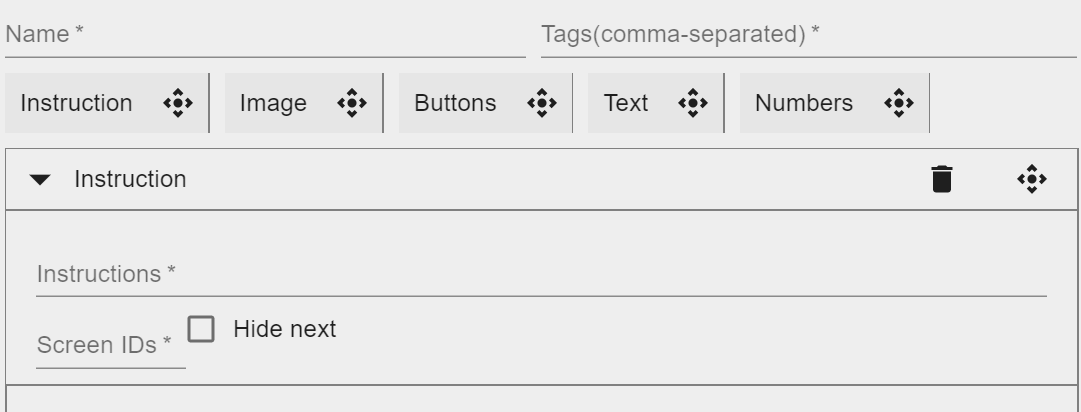 Name * Tags(comma-separated) *
Instruction Image Buttons Text Numbers
Instruction
Instructions *
Hide next
Screen IDs *